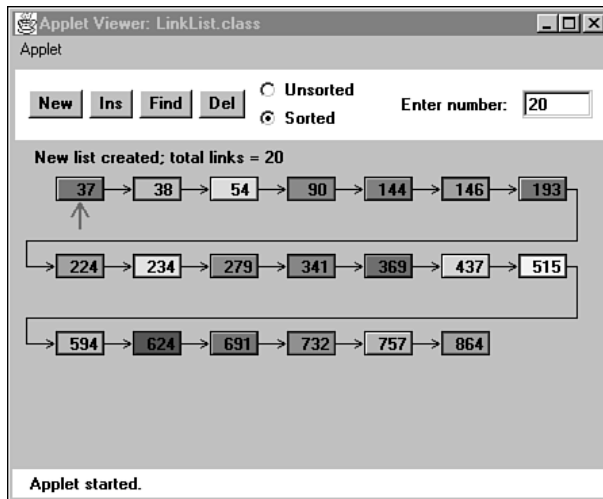 Applet Viewer: LinkList.class
Applet
New Ins Find Del Unsorted Sorted Enter number: 20
New list created; total links = 20
37 38 54 90 144 146 193
224 234 279 341 369 437 515
594 624 691 732 757 864
Applet started.